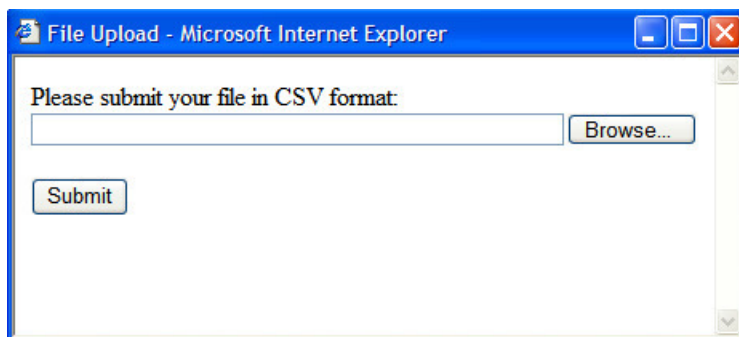 File Upload - Microsoft Internet Explorer
Please submit your file in CSV format:
Browse...
Submit